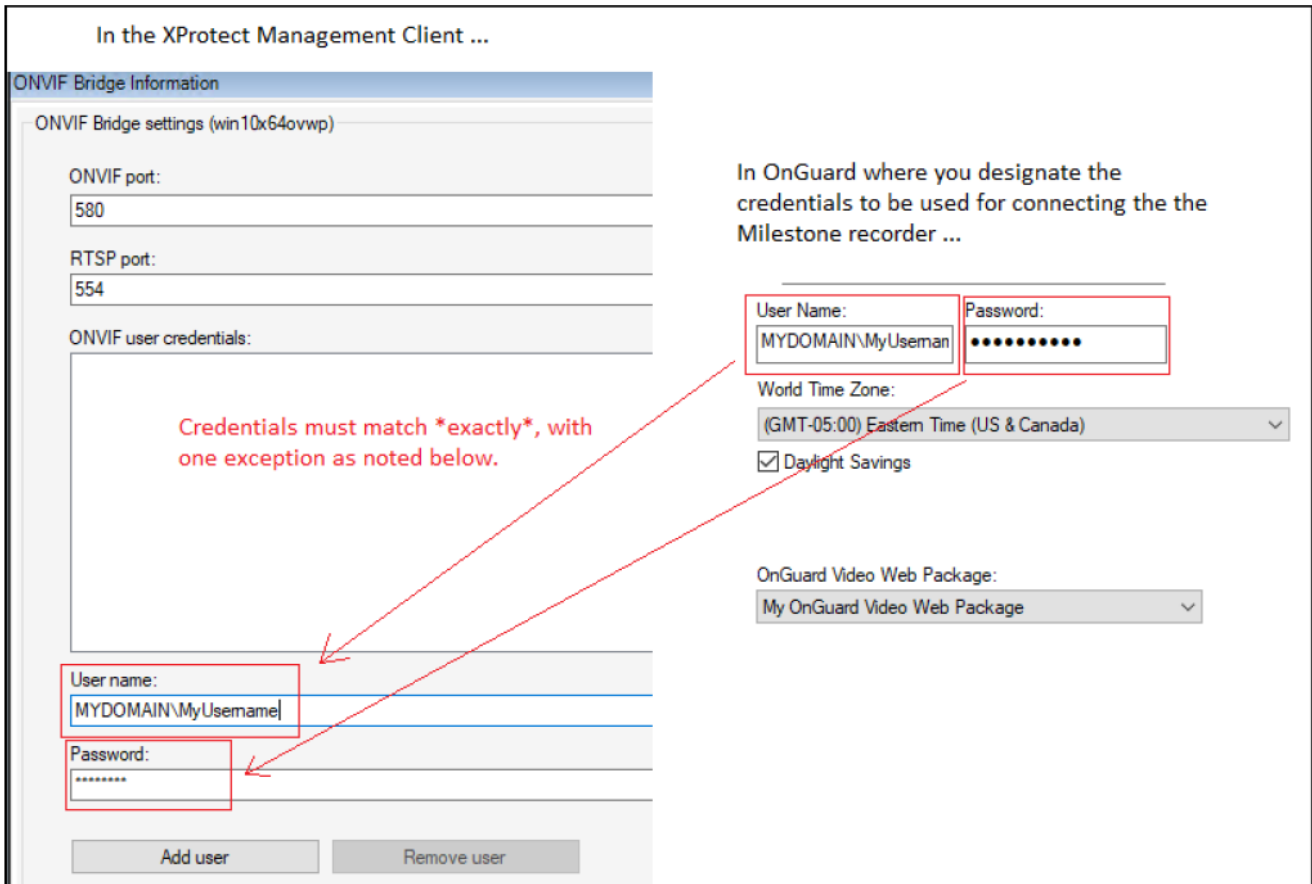 In the XProtect Management Client ...
ONVIF Bridge Information
ONVIF Bridge settings (win10x64ovwp)
ONVIF port:
580
RTSP port:
554
ONVIF user credentials:
Credentials must match *exactly*, with
one exception as noted below.
User name:
MYDOMAIN\MyUsername
Password:
********
Add user
Remove user
In OnGuard where you designate the
credentials to be used for connecting the the
Milestone recorder ...
User Name:
Password:
MYDOMAIN\MyUsernam
●●●●●●●●●●
World Time Zone:
(GMT-05:00) Eastern Time (US & Canada)
Daylight Savings
OnGuard Video Web Package:
My OnGuard Video Web Package